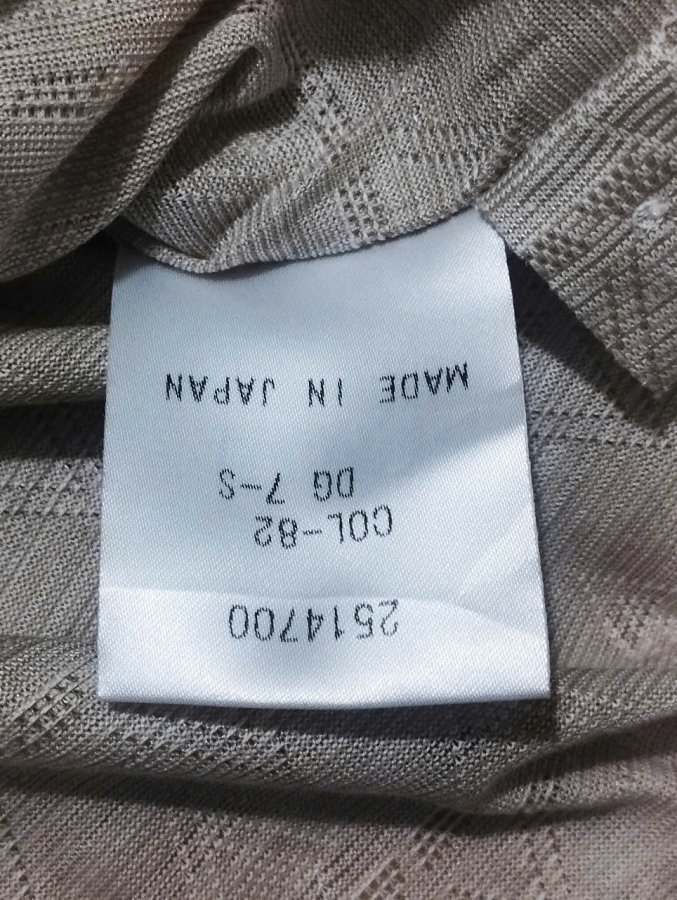 2514700
COL-82
DG 7-S
MADE IN JAPAN